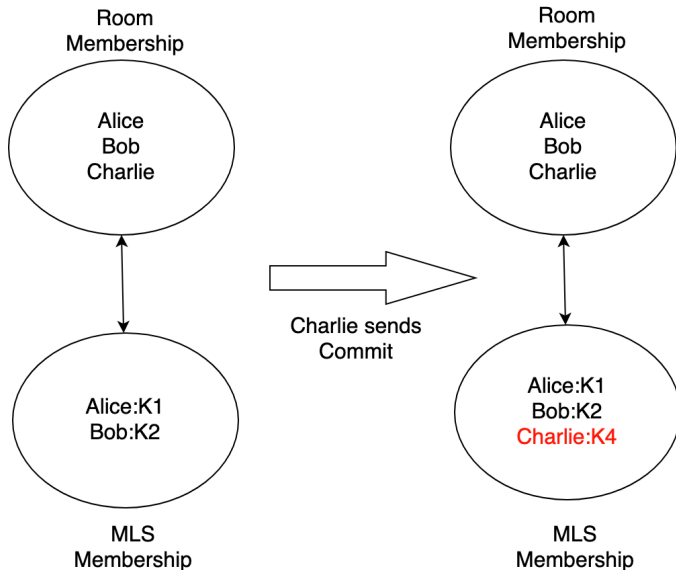 Room
Membership
Alice
Bob
Charlie
Alice:K1
Bob:K2
MLS
Membership
Charlie sends
Commit
Room
Membership
Alice
Bob
Charlie
Alice:K1
Bob:K2
Charlie:K4
MLS
Membership